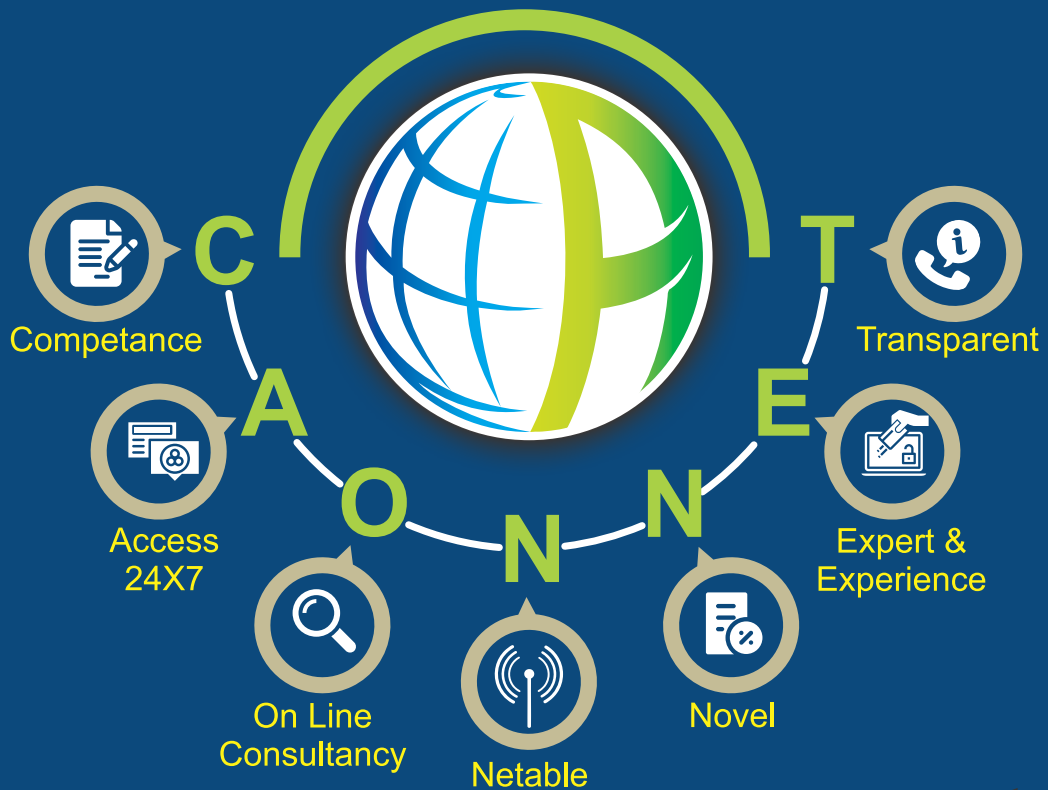 C
Competance
A
Access
24X7
O
On Line
Consultancy
N
Netable
N
Novel
E
Expert &
Experience
T
Transparent